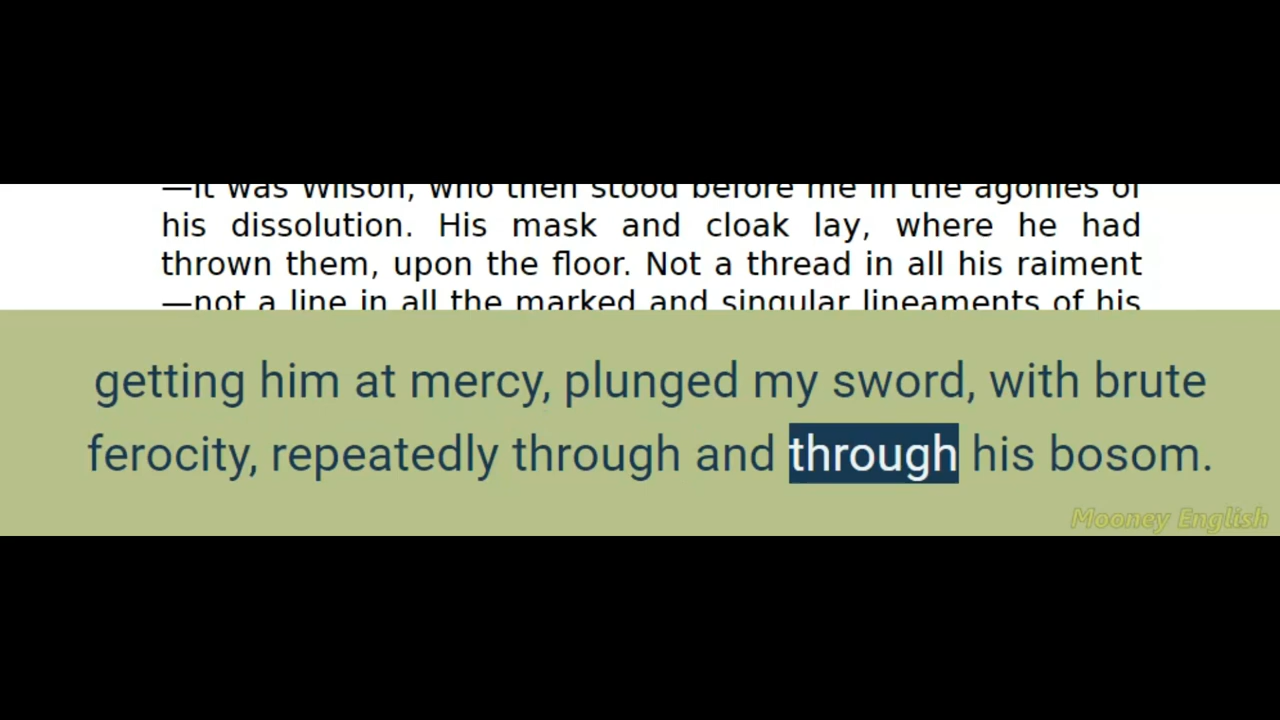 —it was Wilson, who then stood before me in the agonies of
his dissolution. His mask and cloak lay, where he had
thrown them, upon the floor. Not a thread in all his raiment
—not a line in all the marked and singular lineaments of his
getting him at mercy, plunged my sword, with brute
ferocity, repeatedly through and through his bosom.
Mooney English